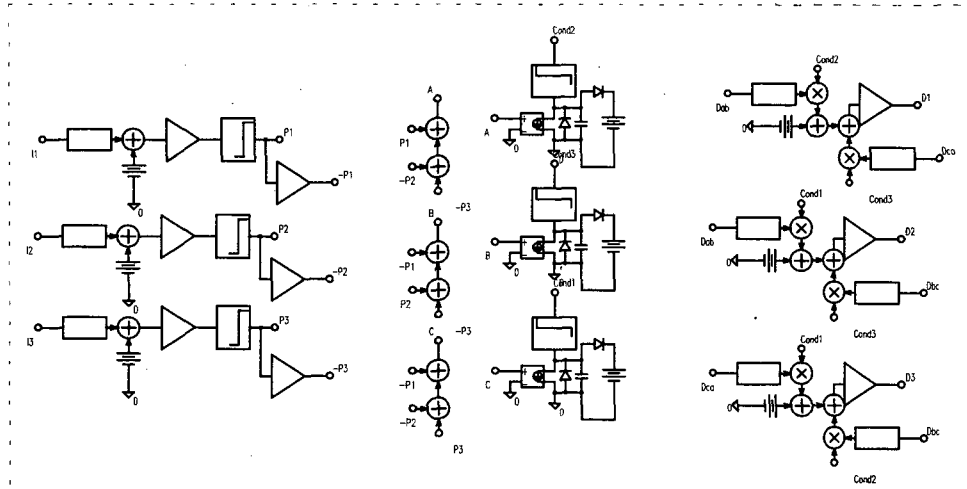 I1
0
P1
-P1
I2
0
P2
-P2
I3
0
P3
-P3
A
P1
-P2
-P3
B
-P1
P2
-P3
C
-P1
-P2
P3
Cond2
A
0
Cond3
B
0
Cond1
C
0
0
Cond2
Dab
0
D1
Dca
Cond3
Cond1
Dab
0
D2
Dbc
Cond3
Cond1
Dca
0
D3
Dbc
Cond2